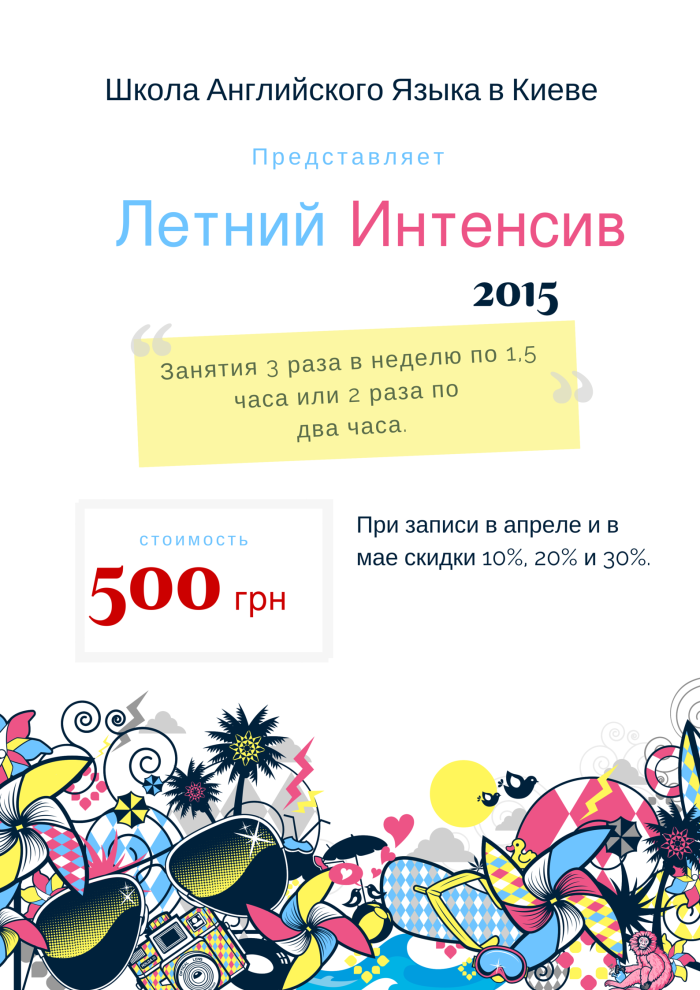 Школа Английского Языка в Киеве
Представляет
Летний Интенсив
2015
“
Занятия 3 раза в неделю по 1,5
часа или 2 раза по
два часа.
”
стоимость
500 грн
При записи в апреле и в
мае скидки 10%, 20% и 30%.